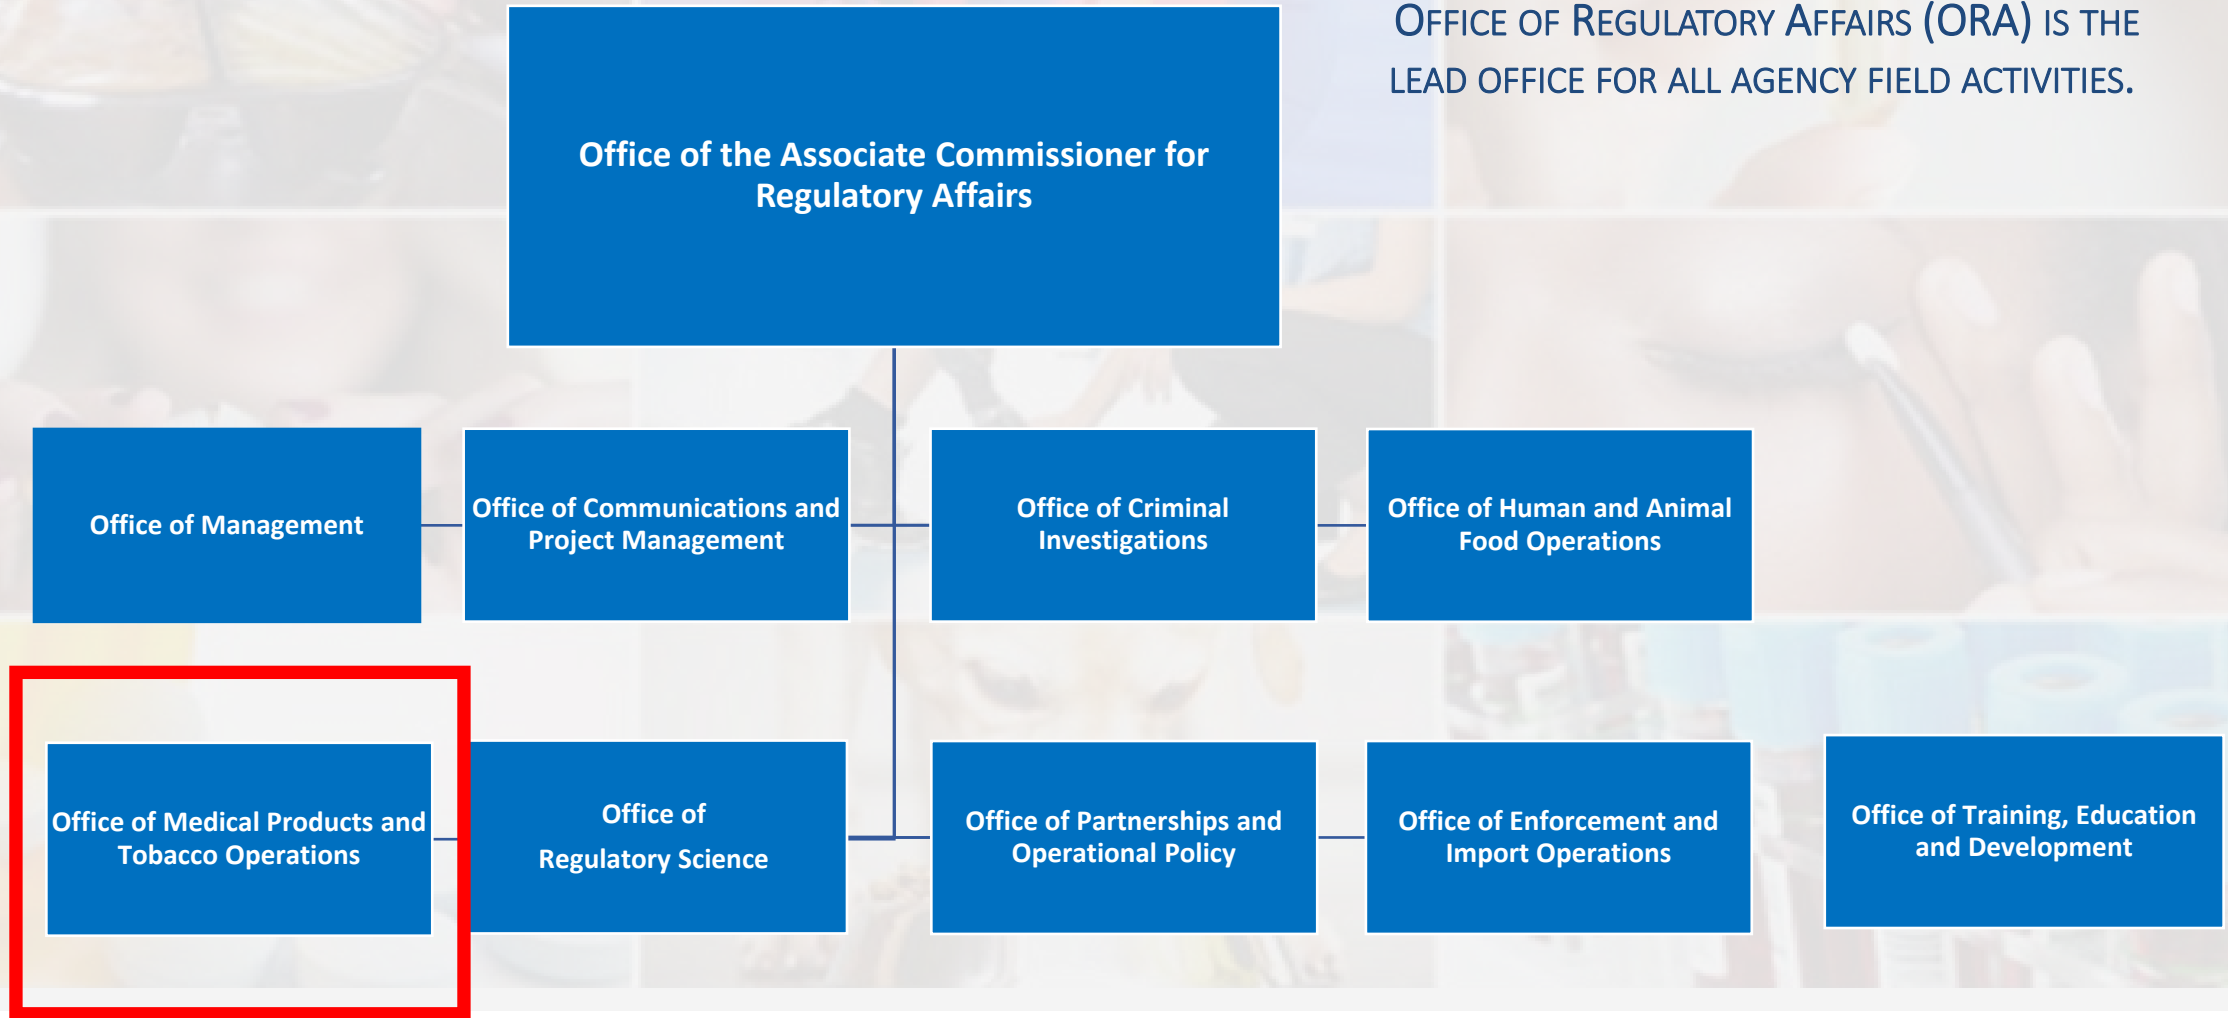 OFFICE OF REGULATORY AFFAIRS (ORA) IS THE
LEAD OFFICE FOR ALL AGENCY FIELD ACTIVITIES.
Office of the Associate Commissioner for
Regulatory Affairs
Office of Management
Office of Communications and
Project Management
Office of Criminal
Investigations
Office of Human and Animal
Food Operations
Office of Medical Products and
Tobacco Operations
Office of
Regulatory Science
Office of Partnerships and
Operational Policy
Office of Enforcement and
Import Operations
Office of Training, Education
and Development